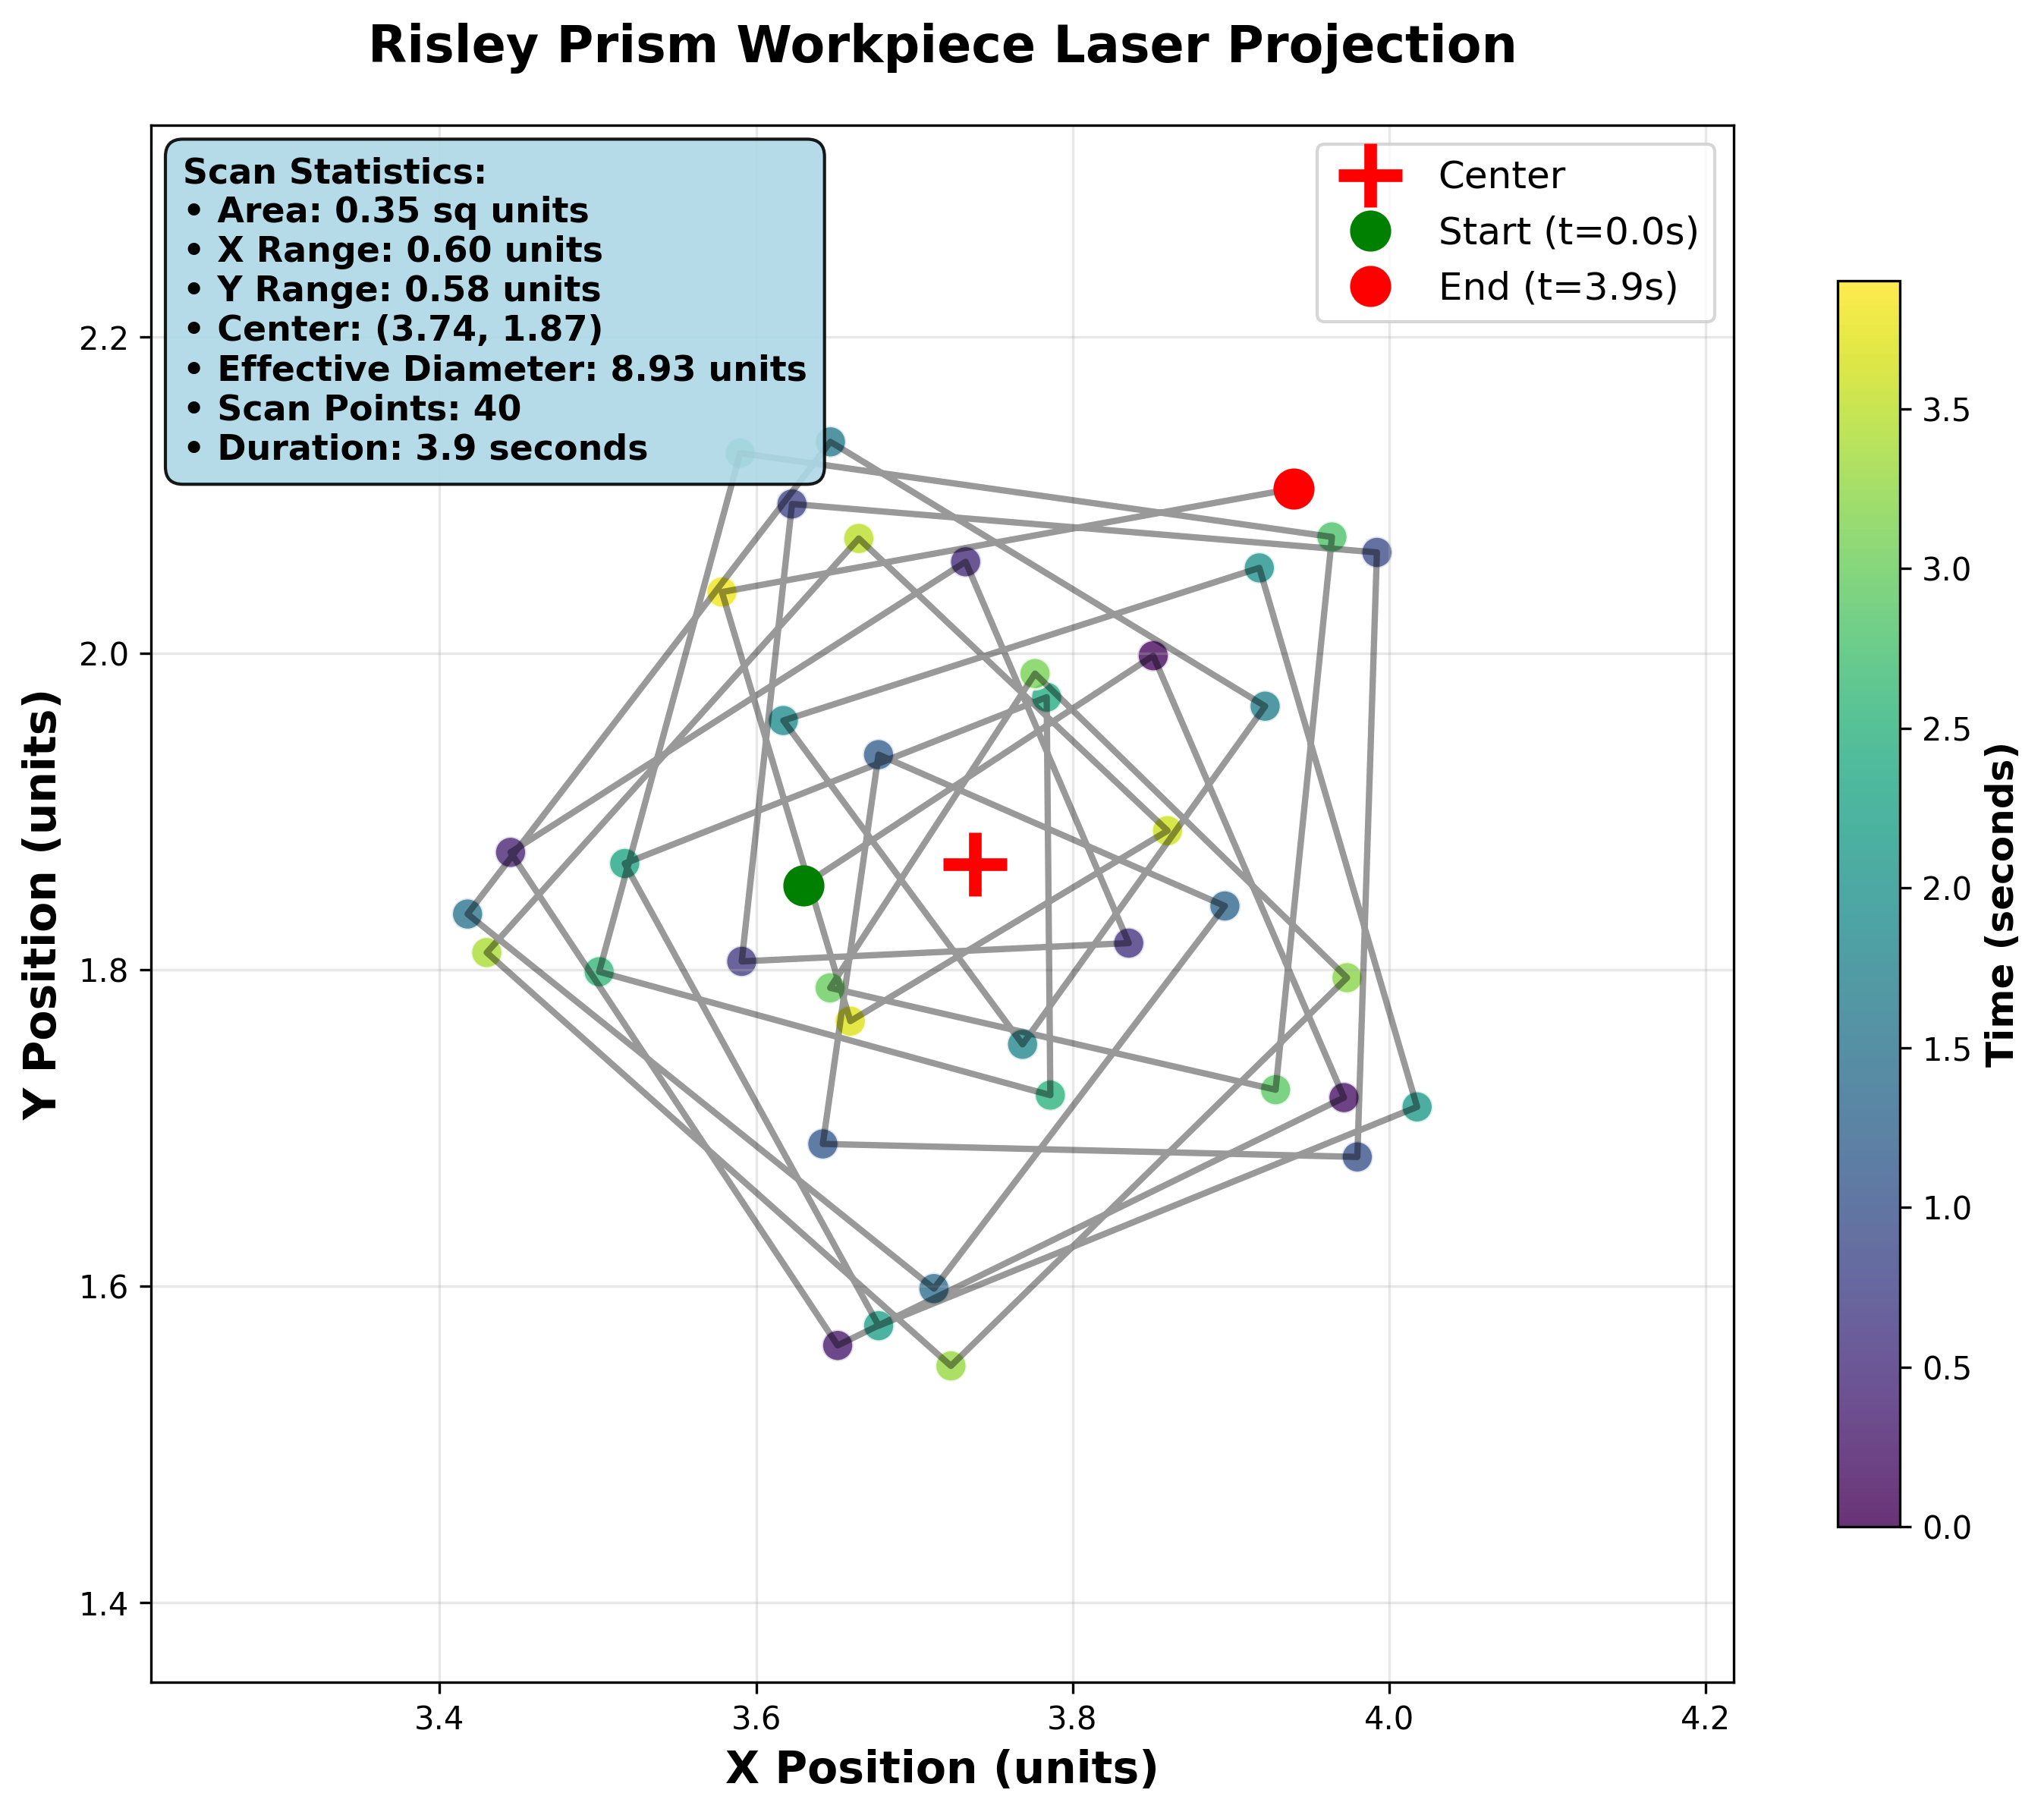 Risley Prism Workpiece Laser Projection
Scan Statistics:
• Area: 0.35 sq units
• X Range: 0.60 units
• Y Range: 0.58 units
• Center: (3.74, 1.87)
• Effective Diameter: 8.93 units
• Scan Points: 40
• Duration: 3.9 seconds
Center
Start (t=0.0s)
End (t=3.9s)
Y Position (units)
2.2
2.0
1.8
1.6
1.4
3.4
3.6
3.8
4.0
4.2
X Position (units)
3.5
3.0
2.5
2.0
1.5
1.0
0.5
0.0
Time (seconds)